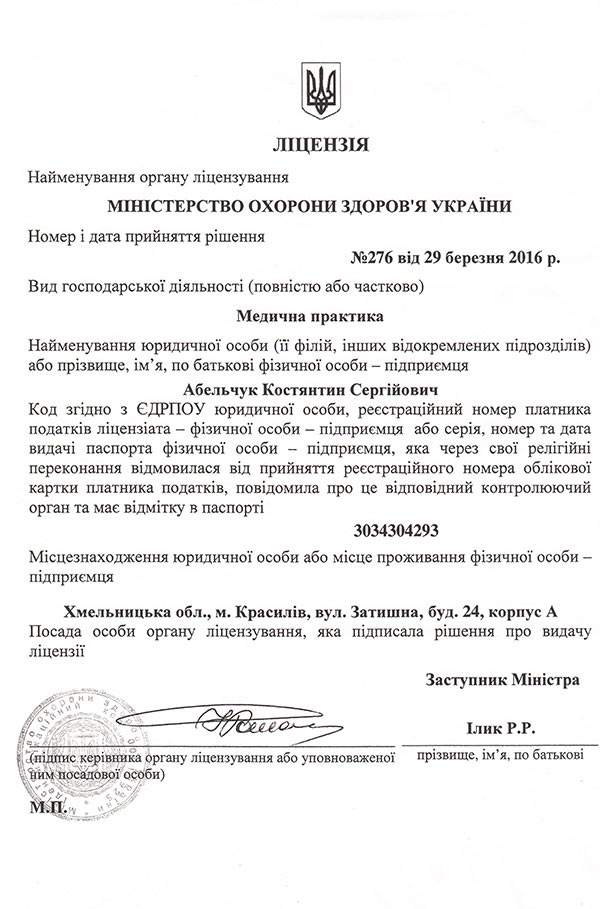 ЛІЦЕНЗІЯ
Найменування органу ліцензування
МІНІСТЕРСТВО ОХОРОНИ ЗДОРОВ'Я УКРАЇНИ
Номер і дата прийняття рішення
№276 від 29 березня 2016 р.
Вид господарської діяльності (повністю або частково)
Медична практика
Найменування юридичної особи (її філій, інших відокремлених підрозділів)
або прізвище, ім’я, по батькові фізичної особи – підприємця
Абельчук Костянтин Сергійович
Код згідно з ЄДРПОУ юридичної особи, реєстраційний номер платника
податків ліцензіата – фізичної особи – підприємця або серія, номер та дата
видачі паспорта фізичної особи – підприємця, яка через свої релігійні
переконання відмовилася від прийняття реєстраційного номера облікової
картки платника податків, повідомила про це відповідний контролюючий
орган та має відмітку в паспорті
3034304293
Місцезнаходження юридичної особи або місце проживання фізичної особи –
підприємця
Хмельницька обл., м. Красилів, вул. Затишна, буд. 24, корпус А
Посада особи органу ліцензування, яка підписала рішення про видачу
ліцензії
Заступник Міністра
Ілик Р.Р.
(підпис керівника органу ліцензування або уповноваженої
ним посадової особи)
прізвище, ім’я, по батькові
М.П.